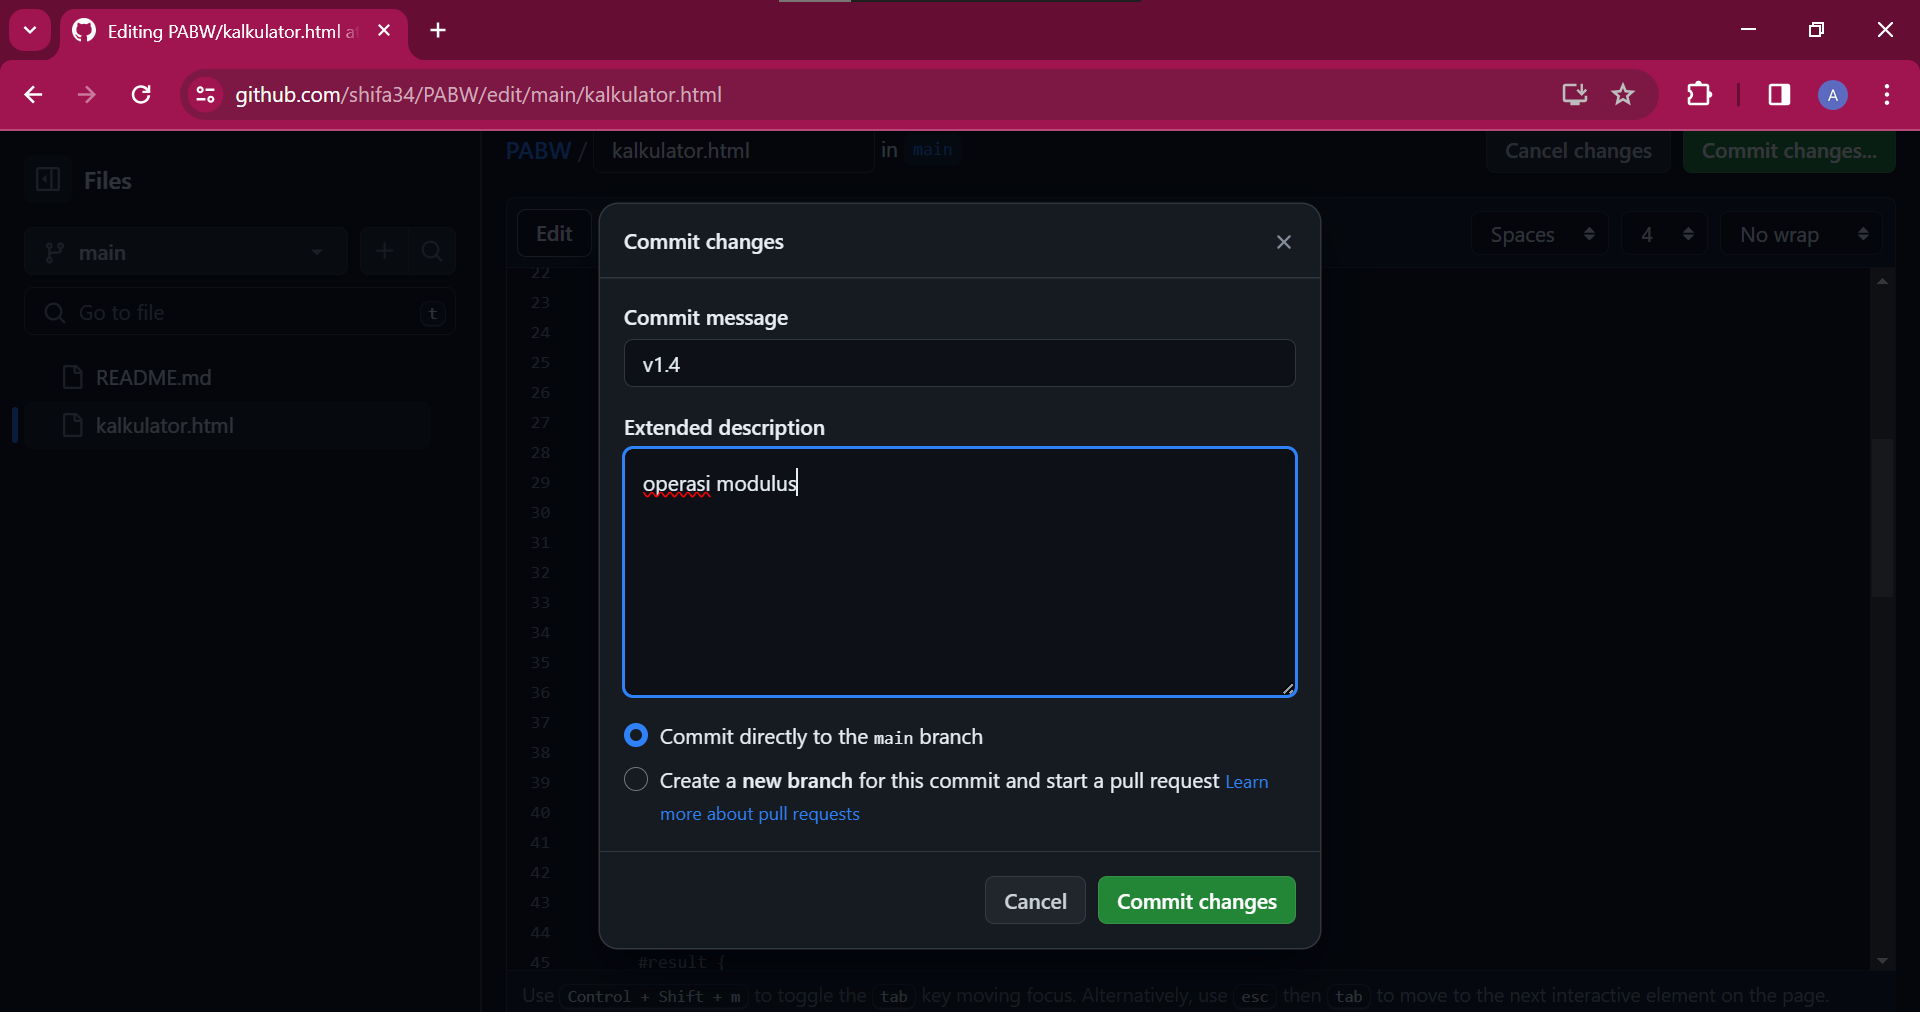 Editing PABW/kalkulator.html a
github.com/shifa34/PABW/edit/main/kalkulator.html
A
PABW / kalkulator.html in main
Cancel changes
Commit changes...
Files
main
Go to file
t
README.md
kalkulator.html
Edit
Spaces
4
No wrap
22
23
24
25
26
27
28
29
30
31
32
33
34
35
36
37
38
39
40
41
42
43
44
45 #result {
Commit changes
Commit message
v1.4
Extended description
operasi modulus
Commit directly to the main branch
Create a new branch for this commit and start a pull request Learn
more about pull requests
Cancel
Commit changes
Use Control + Shift + m to toggle the tab key moving focus. Alternatively, use esc then tab to move to the next interactive element on the page.